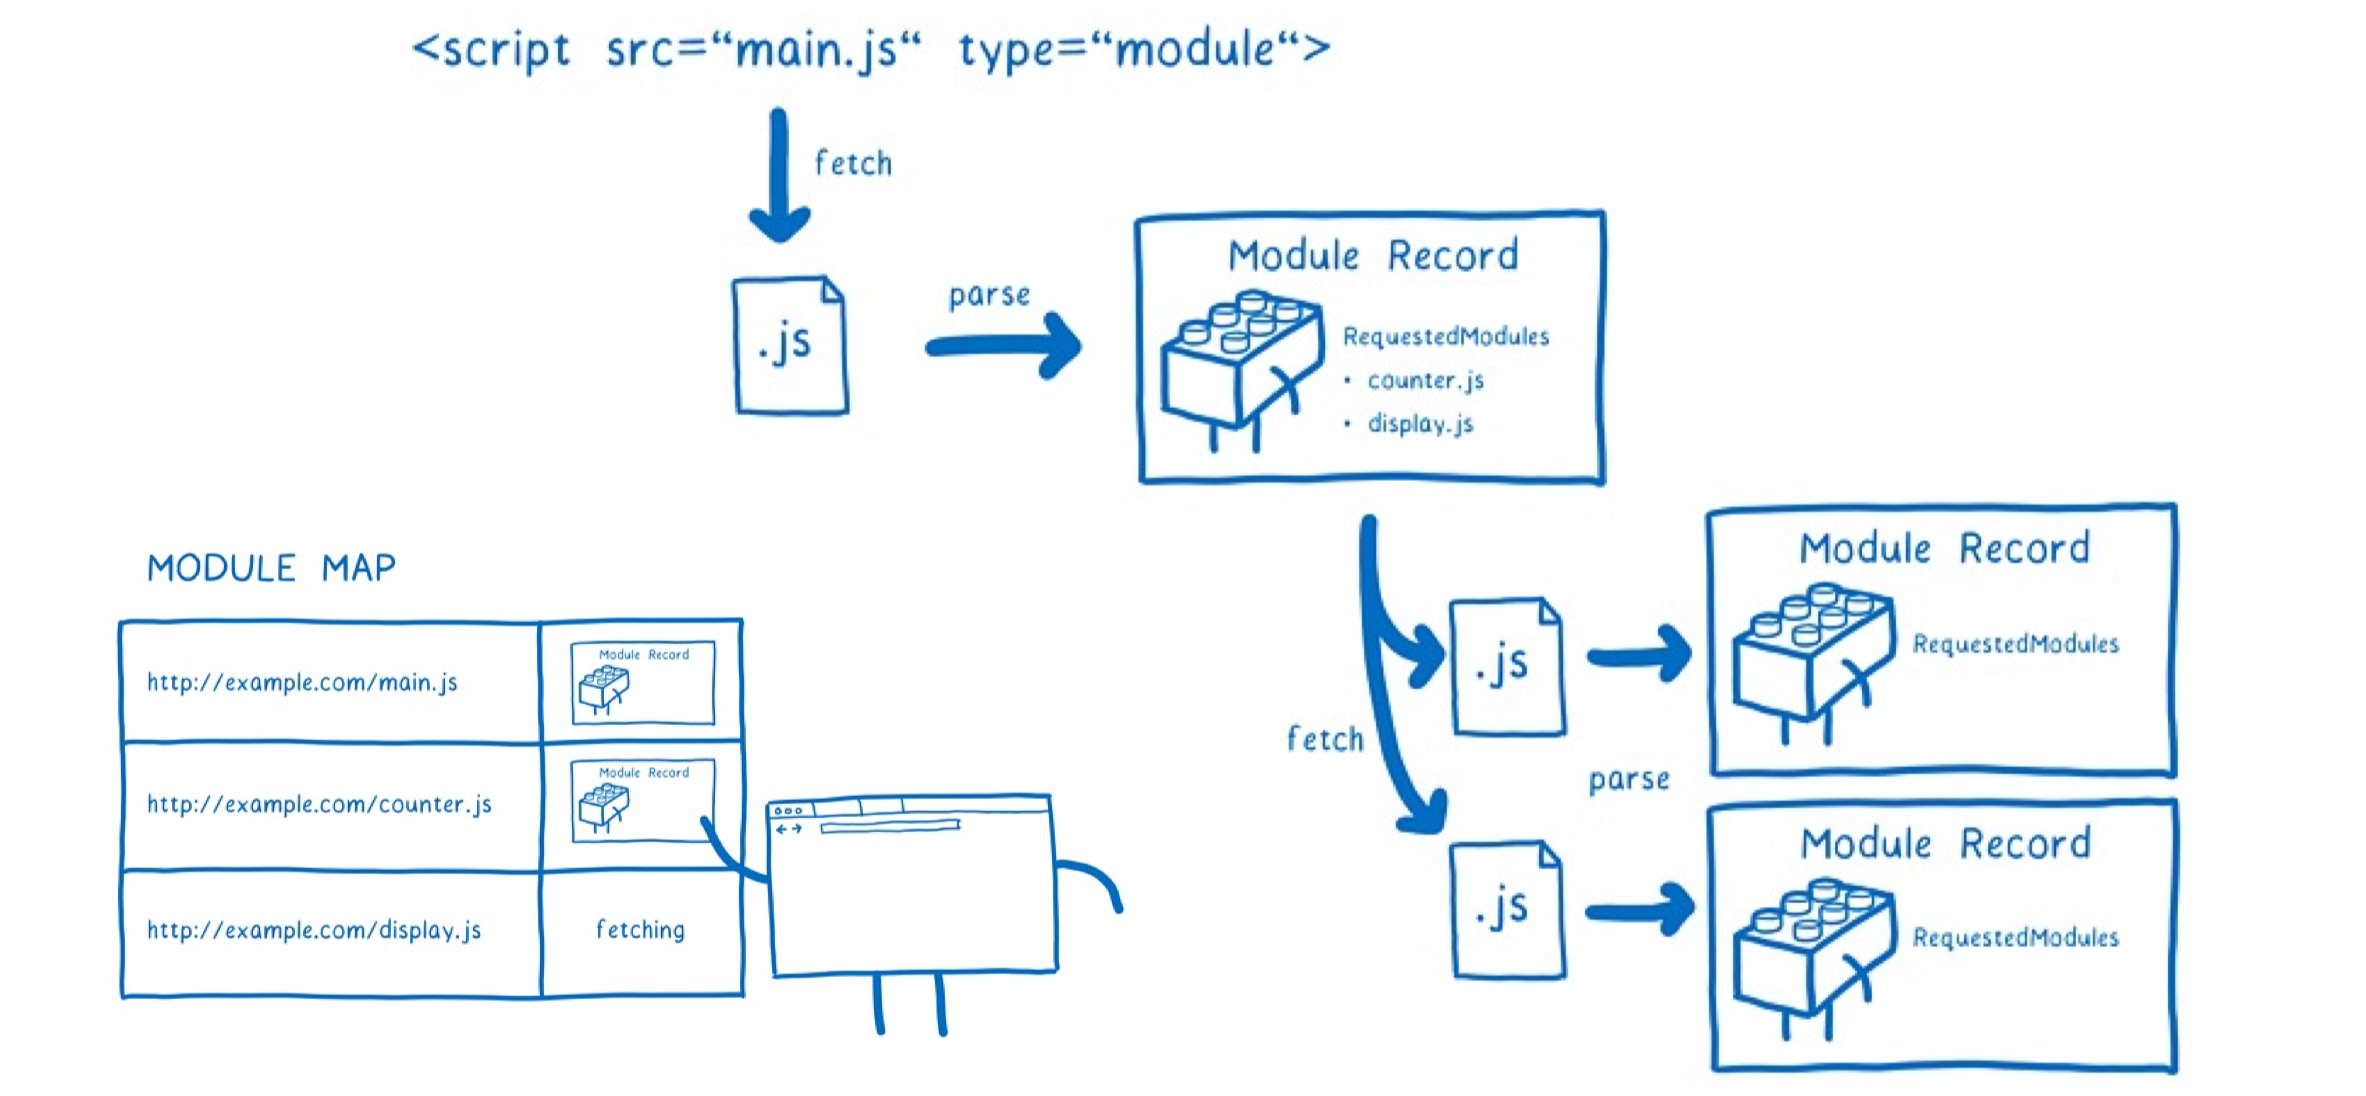 <script src=“main.js“ type=“module“>
fetch
.js
parse
Module Record
RequestedModules
• counter.js
• display.js
fetch
.js
Module Record
RequestedModules
parse
.js
Module Record
RequestedModules
MODULE MAP
http://example.com/main.js
Module Record
http://example.com/counter.js
Module Record
http://example.com/display.js
fetching